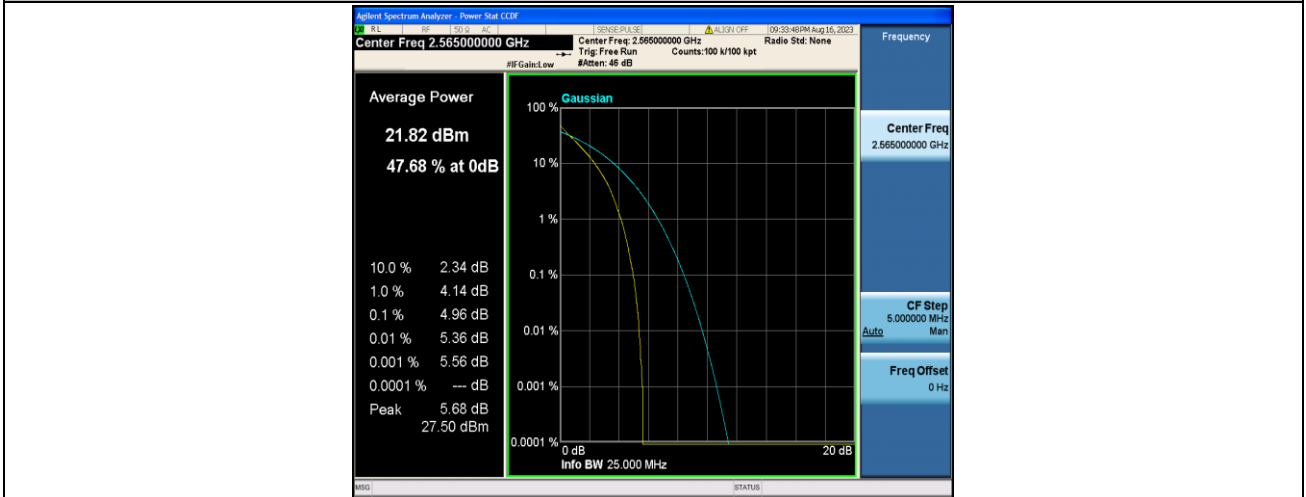 Agilent Spectrum Analyzer - Power Stat CCDF
RL RF 50 Ω AC SENSE:PULSE ALIGN OFF 09:33:48PM Aug 16, 2023
Center Freq 2.565000000 GHz
Center Freq: 2.565000000 GHz Radio Std: None
Trig: Free Run Counts:100 k/100 kpt
#IFGain:Low #Atten: 46 dB
Frequency
Average Power
21.82 dBm
47.68 % at 0dB
10.0 % 2.34 dB
1.0 % 4.14 dB
0.1 % 4.96 dB
0.01 % 5.36 dB
0.001 % 5.56 dB
0.0001 % --- dB
Peak 5.68 dB
27.50 dBm
Gaussian
100 %
10 %
1 %
0.1 %
0.01 %
0.001 %
0.0001 %
0 dB 20 dB
Info BW 25.000 MHz
Center Freq
2.565000000 GHz
CF Step
5.000000 MHz
Auto Man
Freq Offset
0 Hz
MSG STATUS